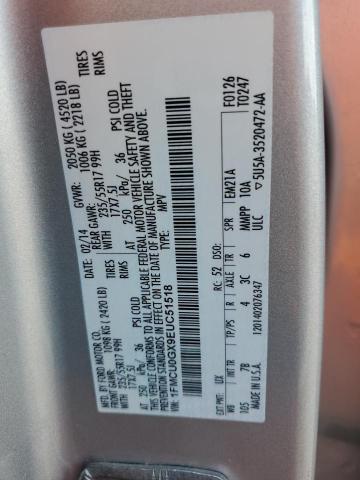 MFD. BY FORD MOTOR CO.
DATE: 02/14 GVWR: 2050 KG ( 4520 LB)
FRONT GAWR: 1098 KG ( 2420 LB) REAR GAWR: 1006 KG ( 2218 LB)
235/55R17 99H TIRES 235/55R17 99H TIRES
17X7.5J RIMS 17X7.5J RIMS
AT 250 kPa/ 36 PSI COLD AT 250 kPa/ 36 PSI COLD
THIS VEHICLE CONFORMS TO ALL APPLICABLE FEDERAL MOTOR VEHICLE SAFETY AND THEFT
PREVENTION STANDARDS IN EFFECT ON THE DATE OF MANUFACTURE SHOWN ABOVE.
VIN: 1FMCU0GX9EUC51518
TYPE: MPV
F0126
T0247
EXT PNT: UX RC: 52 DSO:
WB INT TR TP/PS R AXLE TR SPR EM21A
105 7B 4 3C 6 MMPP 10A
MADE IN U.S.A. 1201402076347 ULC 5U5A-3520472-AA